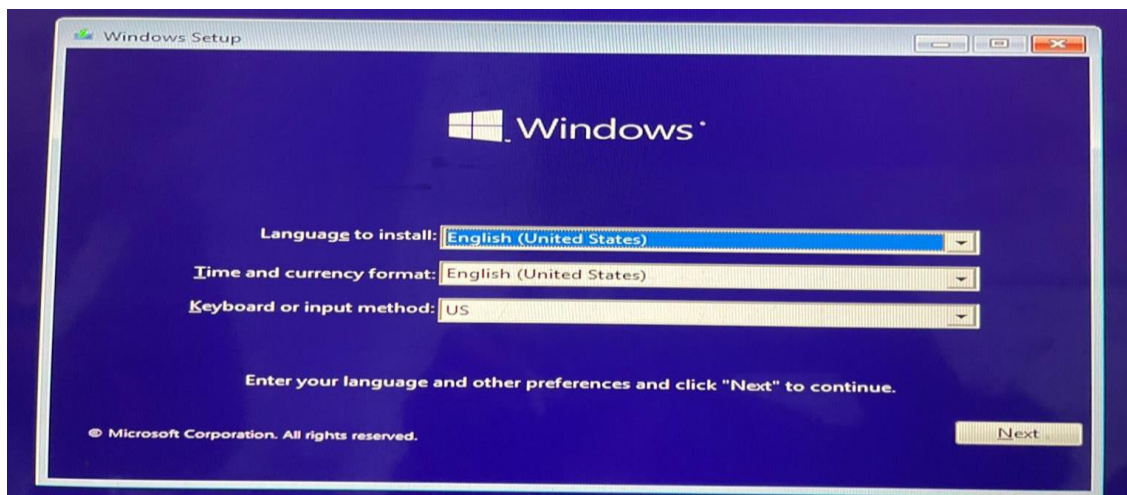 Windows Setup
Windows
Language to install: English (United States)
Time and currency format: English (United States)
Keyboard or input method: US
Enter your language and other preferences and click "Next" to continue.
© Microsoft Corporation. All rights reserved.
Next